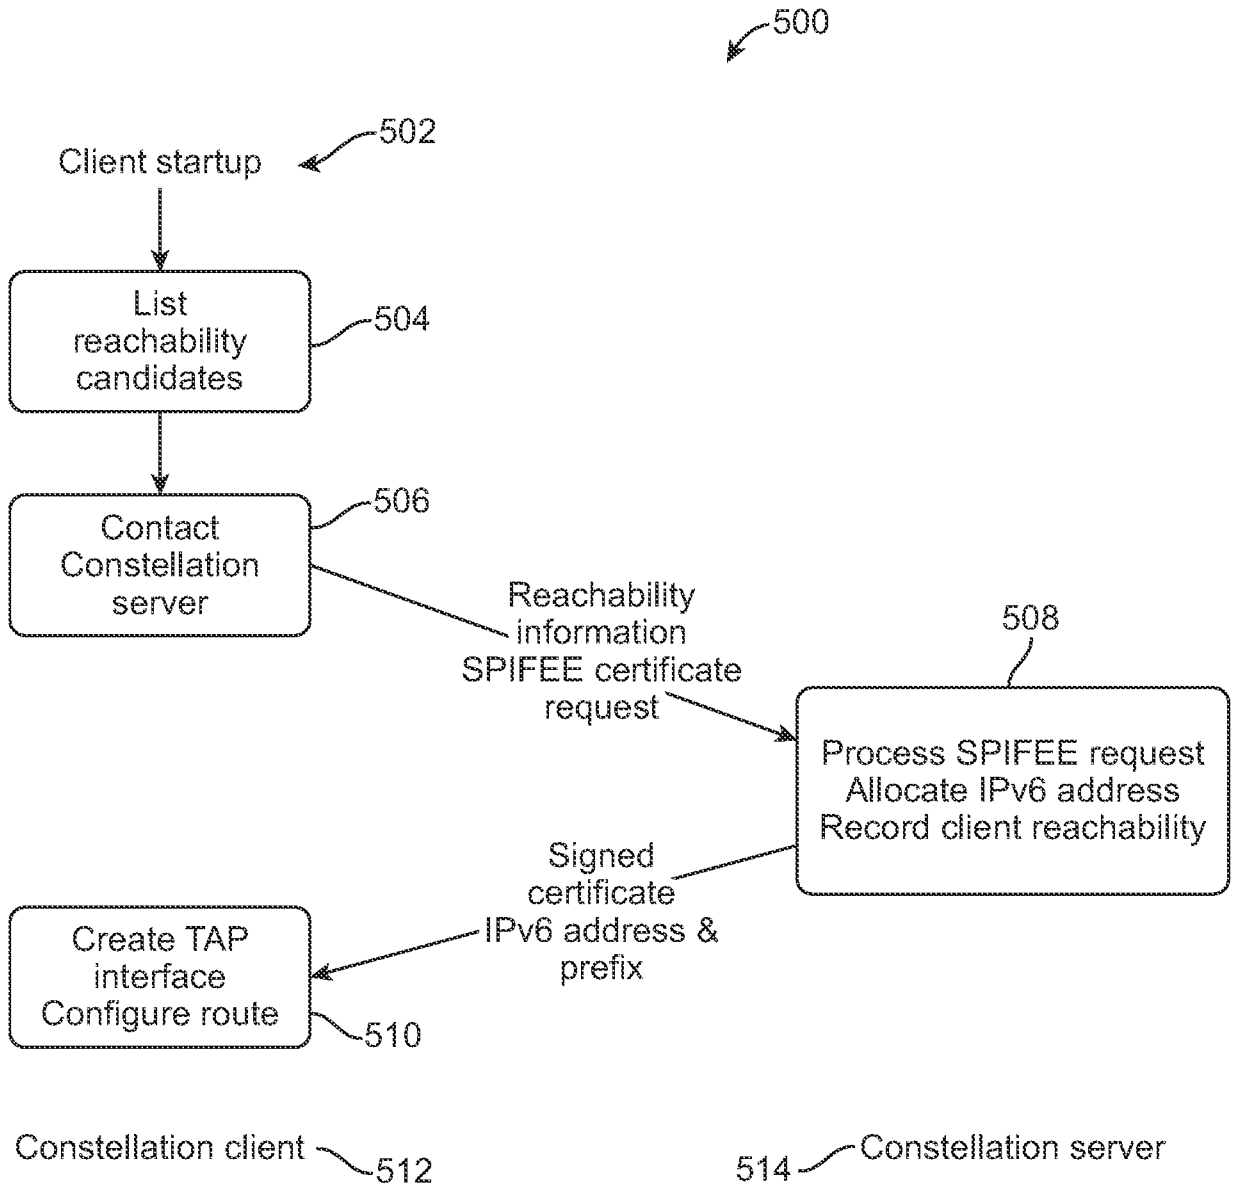 500
502
Client startup
List
reachability
candidates
504
Contact
Constellation
server
506
Reachability
information
SPIFEE certificate
request
508
Process SPIFEE request
Allocate IPv6 address
Record client reachability
Signed
certificate
IPv6 address &
prefix
Create TAP
interface
Configure route
510
Constellation client
512
514
Constellation server